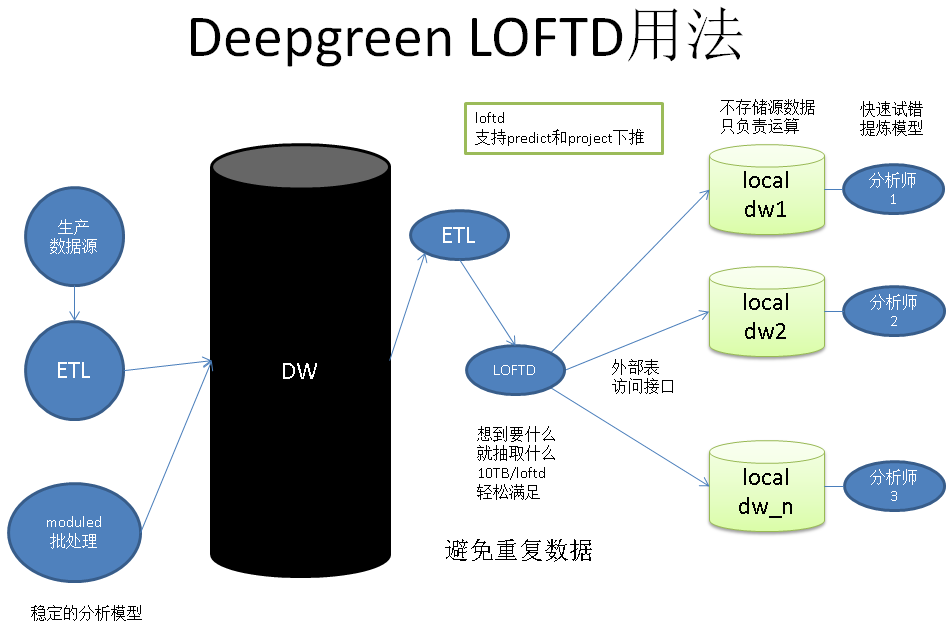 Deepgreen LOFTD用法
loftd
支持predict和project下推
不存储源数据
只负责运算
快速试错
提炼模型
生产
数据源
ETL
moduled
批处理
稳定的分析模型
DW
ETL
LOFTD
想到要什么
就抽取什么
10TB/loftd
轻松满足
避免重复数据
外部表
访问接口
local
dw1
分析师
1
local
dw2
分析师
2
local
dw_n
分析师
3